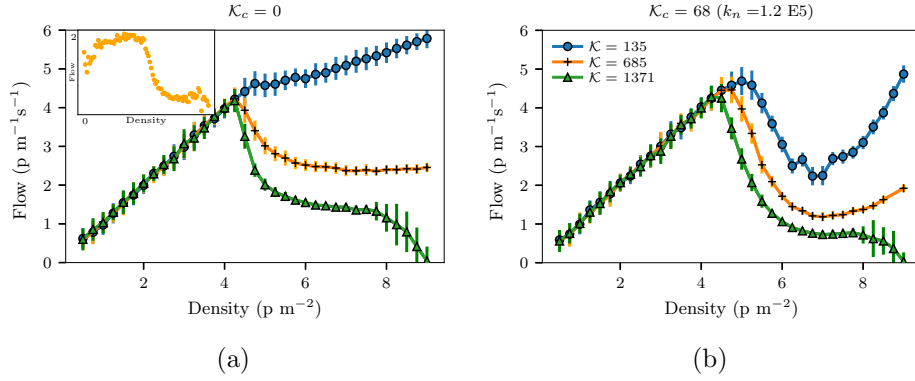 𝒦c = 0
6
5
4
3
2
1
0
Flow (p m−1s−1)
2
Flow
0
Density
2
4
6
8
Density (p m−2)
(a)
𝒦c = 68 (kn =1.2 E5)
𝒦 = 135
𝒦 = 685
𝒦 = 1371
6
5
4
3
2
1
0
Flow (p m−1s−1)
2
4
6
8
Density (p m−2)
(b)